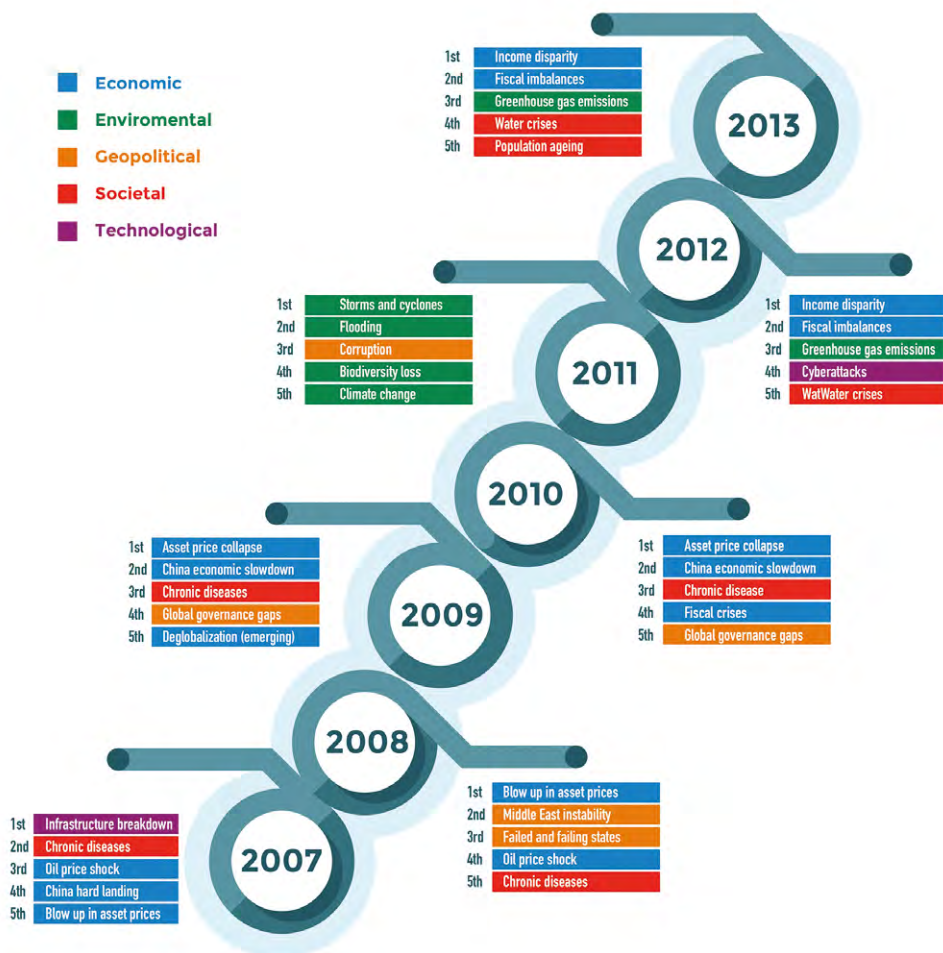 Economic
Enviromental
Geopolitical
Societal
Technological
1st Income disparity
2nd Fiscal imbalances
3rd Greenhouse gas emissions
4th Water crises
5th Population ageing
2013
2012
1st Storms and cyclones
2nd Flooding
3rd Corruption
4th Biodiversity loss
5th Climate change
1st Income disparity
2nd Fiscal imbalances
3rd Greenhouse gas emissions
4th Cyberattacks
5th WatWater crises
2011
2010
1st Asset price collapse
2nd China economic slowdown
3rd Chronic diseases
4th Global governance gaps
5th Deglobalization (emerging)
1st Asset price collapse
2nd China economic slowdown
3rd Chronic disease
4th Fiscal crises
5th Global governance gaps
2009
2008
1st Blow up in asset prices
2nd Middle East instability
3rd Failed and failing states
4th Oil price shock
5th Chronic diseases
1st Infrastructure breakdown
2nd Chronic diseases
3rd Oil price shock
4th China hard landing
5th Blow up in asset prices
2007